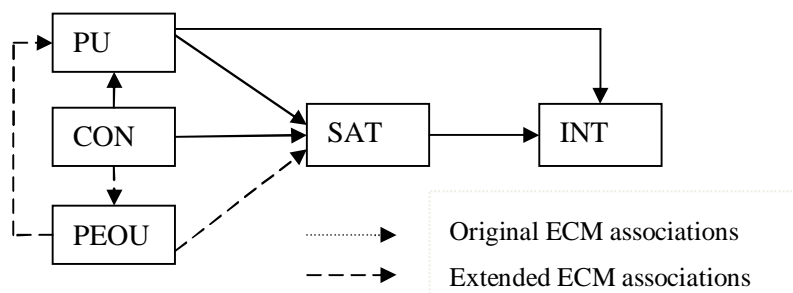 PU
CON
SAT
INT
PEOU
Original ECM associations
Extended ECM associations